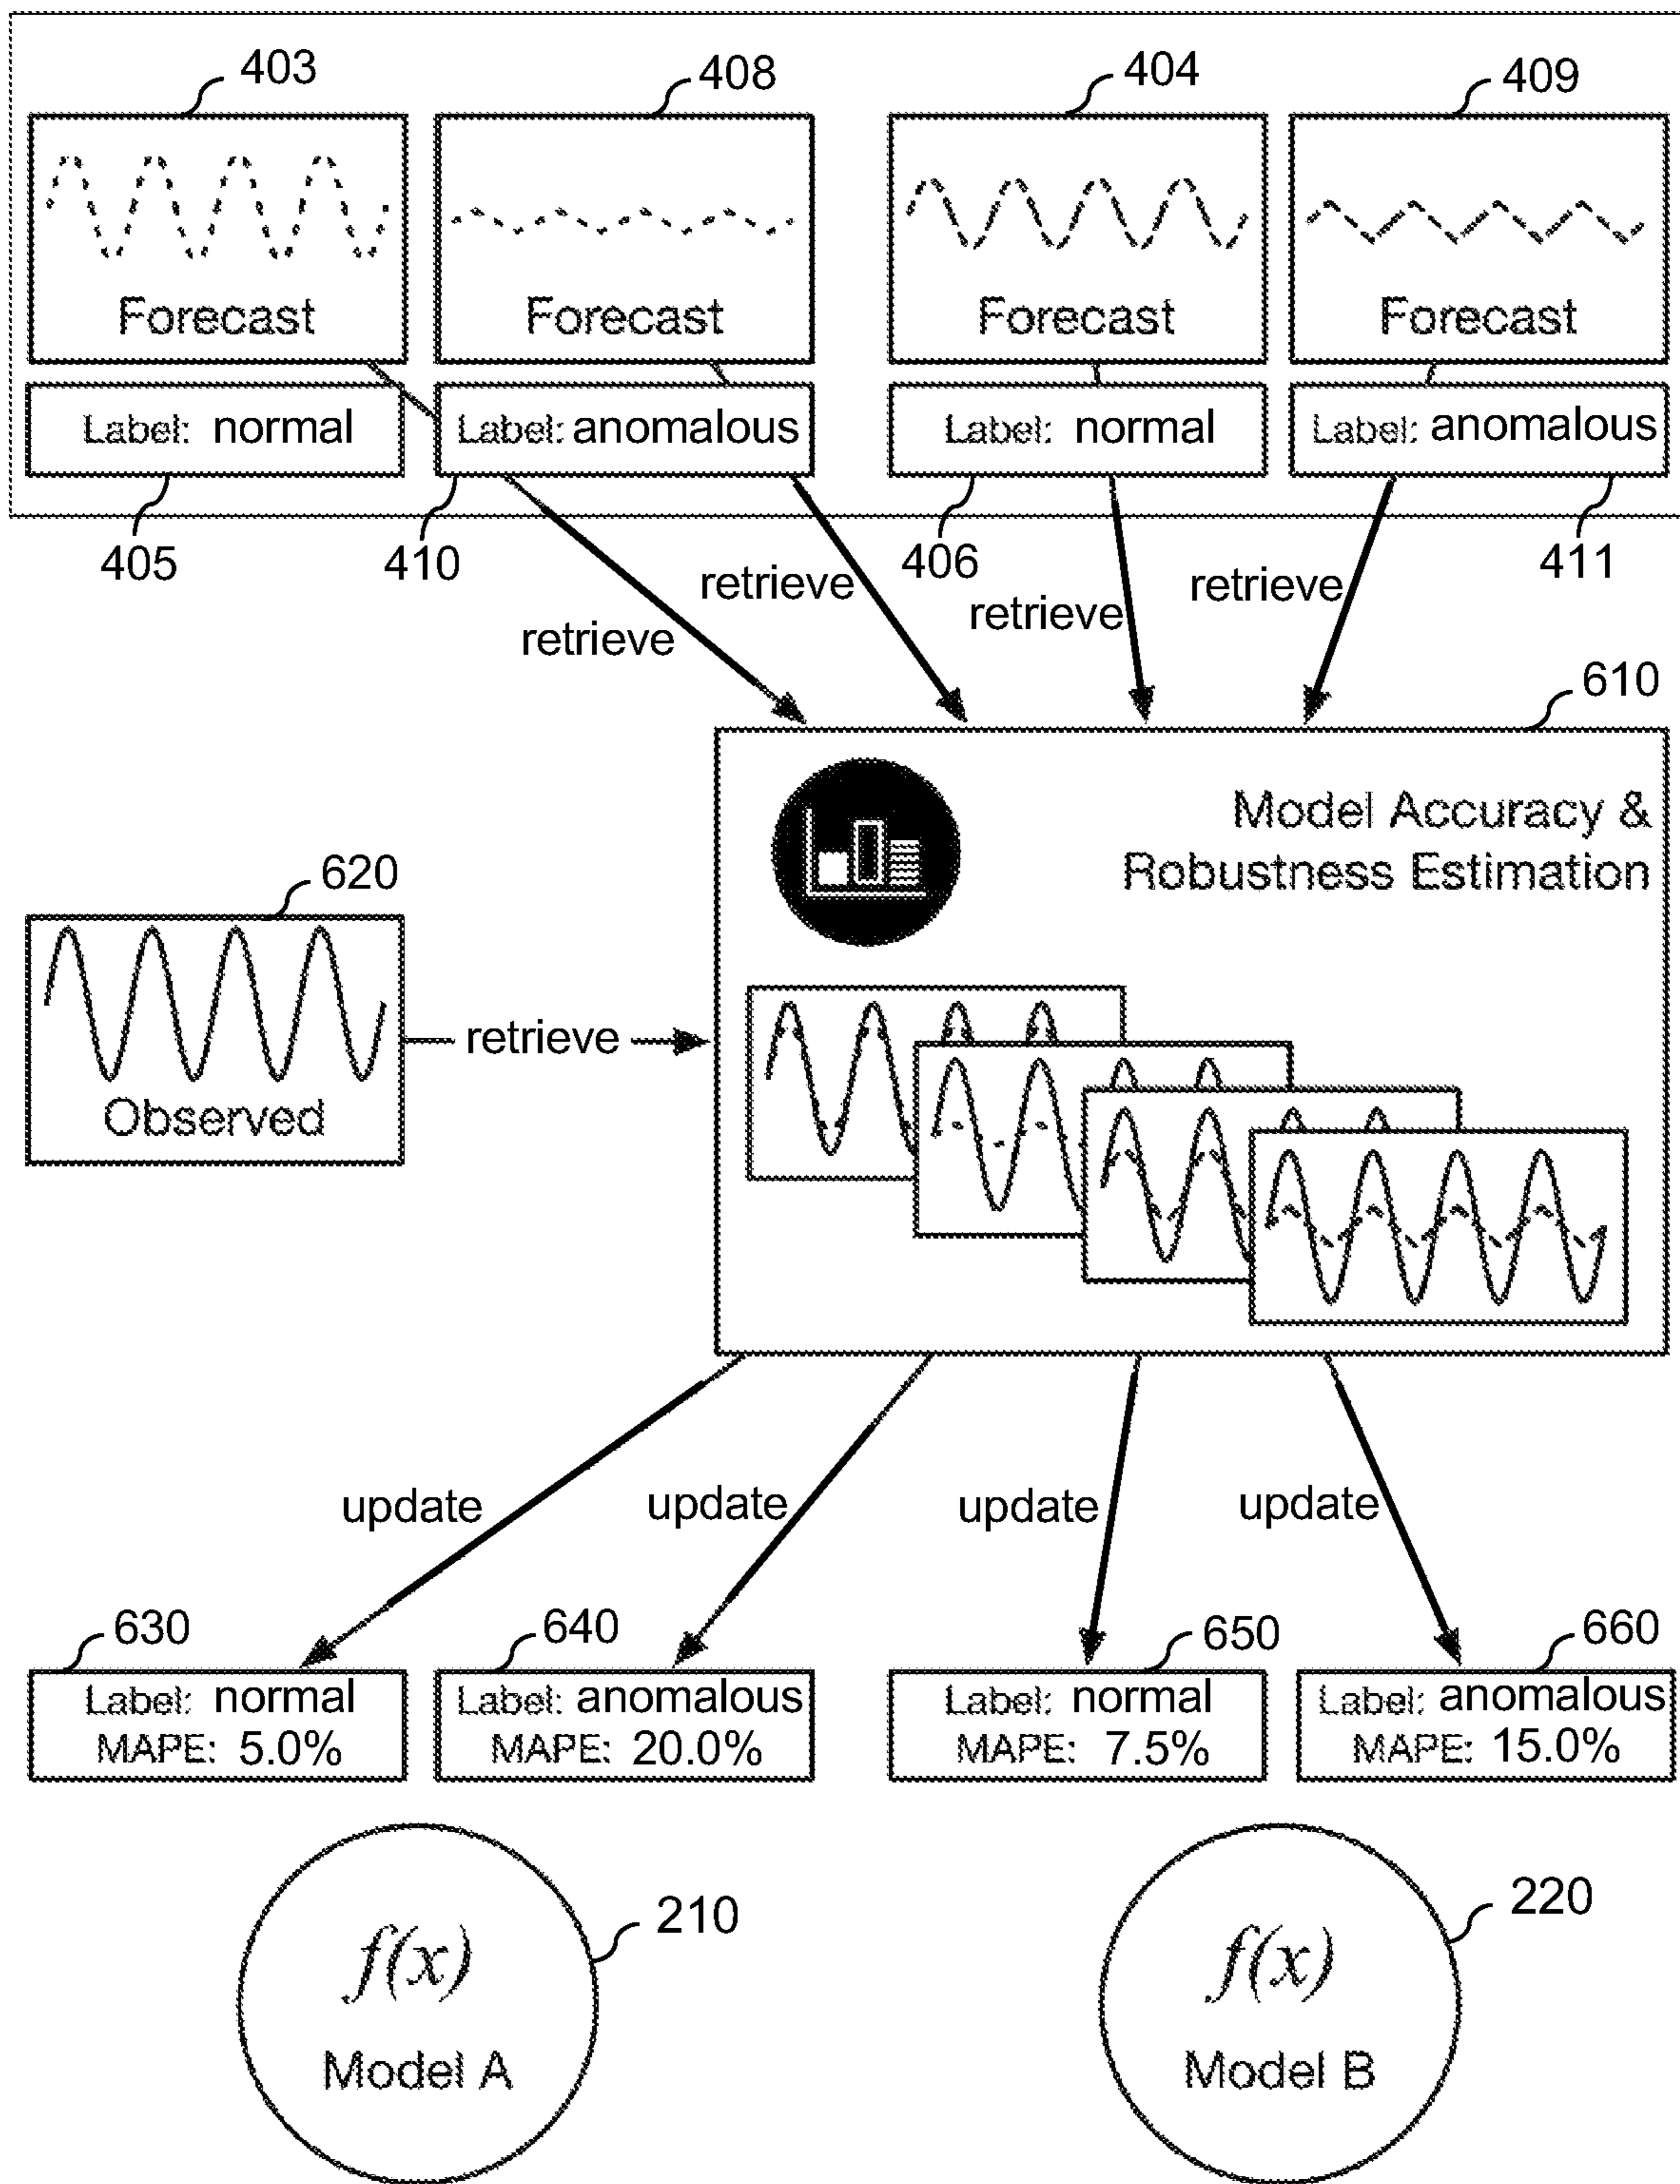 403
408
404
409
Forecast
Forecast
Forecast
Forecast
Label: normal
Label: anomalous
Label: normal
Label: anomalous
405
410
406
411
retrieve
retrieve
retrieve
retrieve
610
Model Accuracy &
Robustness Estimation
620
Observed
retrieve
update
update
update
update
630
640
650
660
Label: normal
MAPE: 5.0%
Label: anomalous
MAPE: 20.0%
Label: normal
MAPE: 7.5%
Label: anomalous
MAPE: 15.0%
210
f(x)
Model A
220
f(x)
Model B